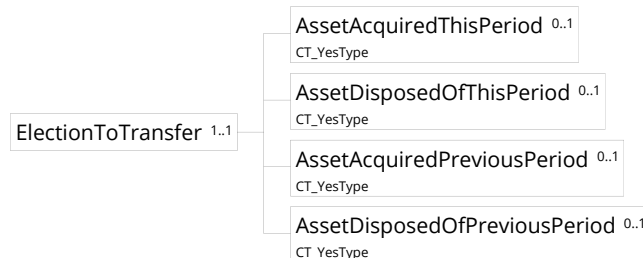 AssetAcquiredThisPeriod 0..1
CT_YesType
AssetDisposedOfThisPeriod 0..1
CT_YesType
ElectionToTransfer 1..1
AssetAcquiredPreviousPeriod 0..1
CT_YesType
AssetDisposedOfPreviousPeriod 0..1
CT_YesType